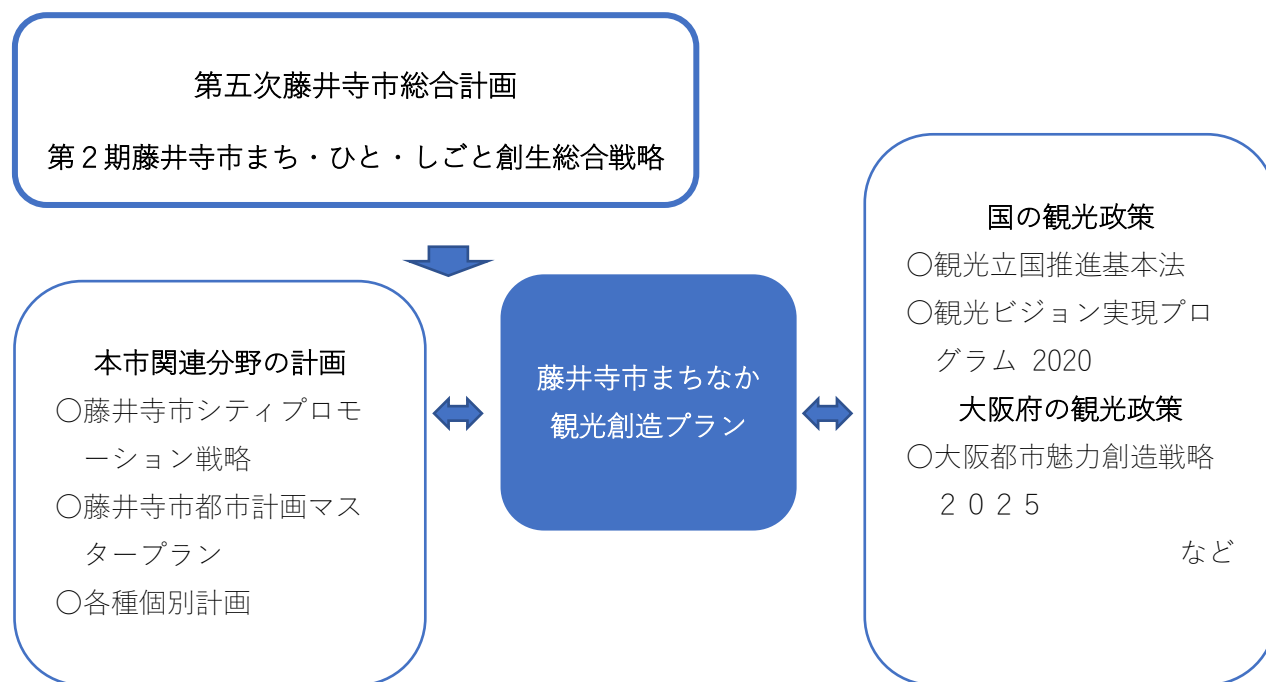 第五次藤井寺市総合計画
第２期藤井寺市まち・ひと・しごと創生総合戦略
本市関連分野の計画
〇藤井寺市シティプロモ
ーション戦略
〇藤井寺市都市計画マス
タープラン
〇各種個別計画
藤井寺市まちなか
観光創造プラン
国の観光政策
〇観光立国推進基本法
〇観光ビジョン実現プロ
グラム 2020
大阪府の観光政策
〇大阪都市魅力創造戦略
２０２５
など